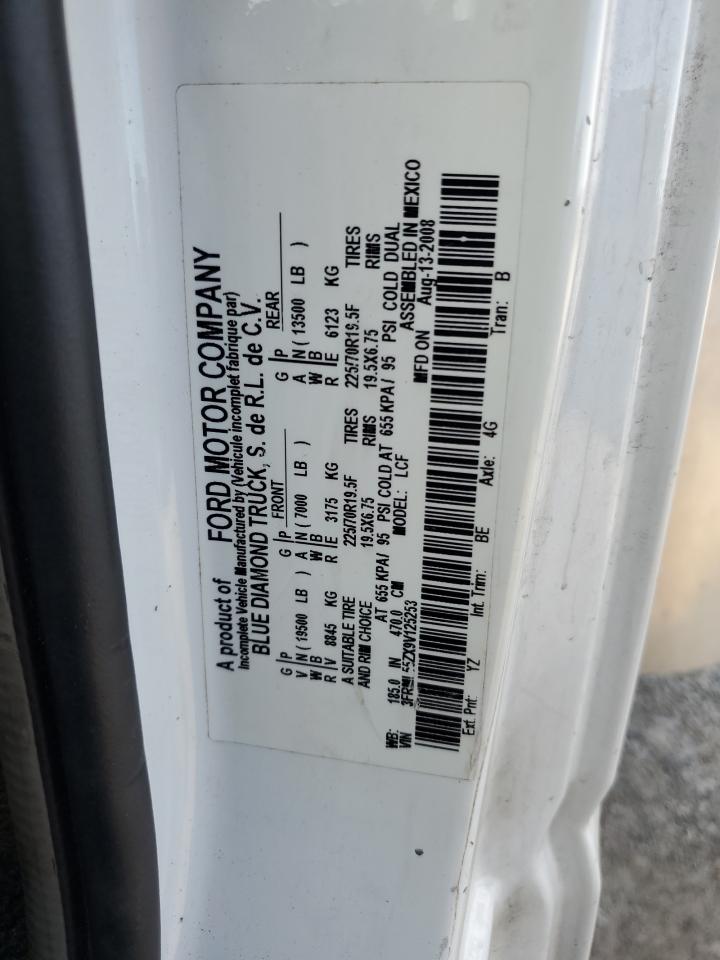 A product of FORD MOTOR COMPANY
Incomplete Vehicle Manufactured by (Vehicule incomplet fabrique par)
BLUE DIAMOND TRUCK, S. de R.L. de C.V.
FRONT REAR
G|P G|P G|P
V|N ( 19500 LB ) A|N ( 7000 LB ) A|N ( 13500 LB )
W|B W|B W|B
R|V 8845 KG R|E 3175 KG R|E 6123 KG
A SUITABLE TIRE 225/70R19.5F TIRES 225/70R19.5F TIRES
AND RIM CHOICE 19.5X6.75 RIMS 19.5X6.75 RIMS
AT 655 KPA/ 95 PSI COLD AT 655 KPA/ 95 PSI COLD DUAL
WB: 185.0 IN 470.0 CM MODEL: LCF ASSEMBLED IN MEXICO
VIN 55ZX9V125253 MFD ON Aug-13-2008
Ext. Pnt: YZ Int. Trim: BE Axle: 4G Tran: B